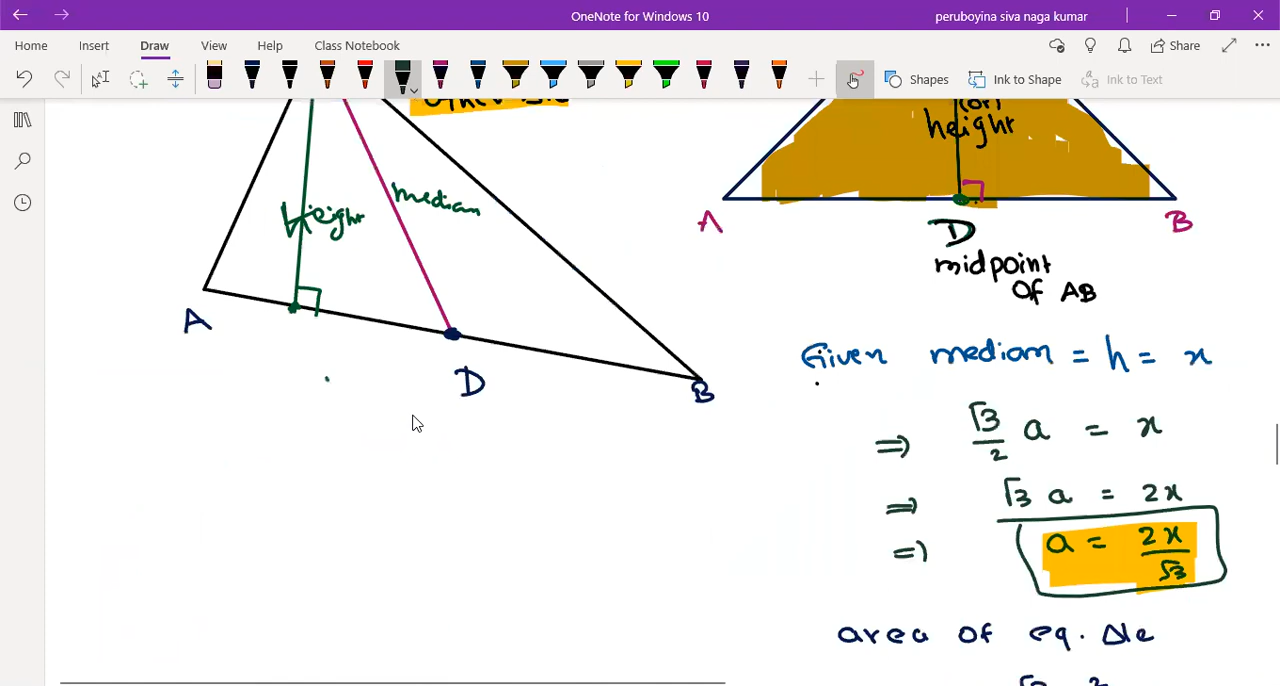 OneNote for Windows 10
peruboyina siva naga kumar
Home Insert Draw View Help Class Notebook
Share
Shapes
Ink to Shape
Ink to Text
Height
median
A
D
B
(or)
height
A
D
B
midpoint
of AB
Given median = h = x
⇒ √3/2 a = x
⇒ √3 a = 2x
⇒ a = 2x/√3
area of eq. Δle